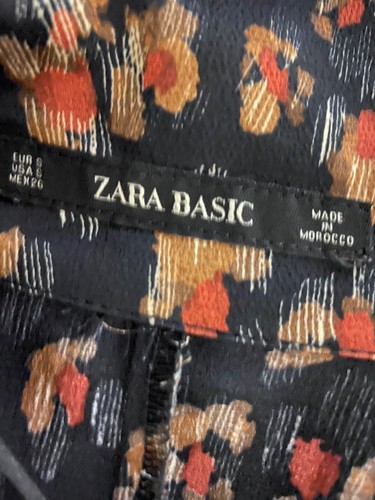 EUR S
USA S
MEX 26
ZARA BASIC
MADE
IN
MOROCCO